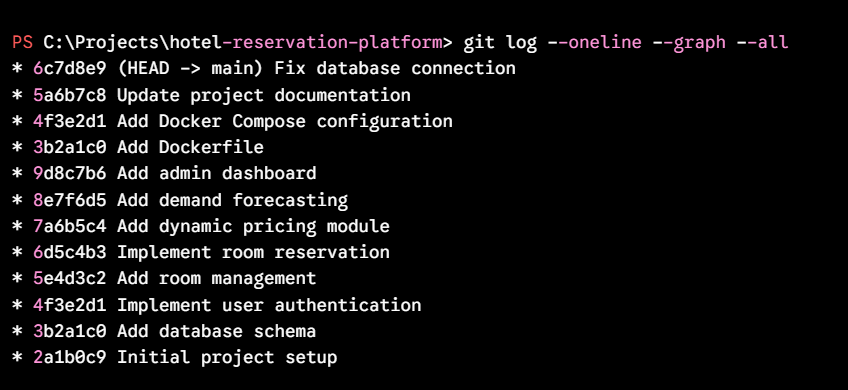 PS C:\Projects\hotel-reservation-platform> git log --oneline --graph --all
* 6c7d8e9 (HEAD -> main) Fix database connection
* 5a6b7c8 Update project documentation
* 4f3e2d1 Add Docker Compose configuration
* 3b2a1c0 Add Dockerfile
* 9d8c7b6 Add admin dashboard
* 8e7f6d5 Add demand forecasting
* 7a6b5c4 Add dynamic pricing module
* 6d5c4b3 Implement room reservation
* 5e4d3c2 Add room management
* 4f3e2d1 Implement user authentication
* 3b2a1c0 Add database schema
* 2a1b0c9 Initial project setup